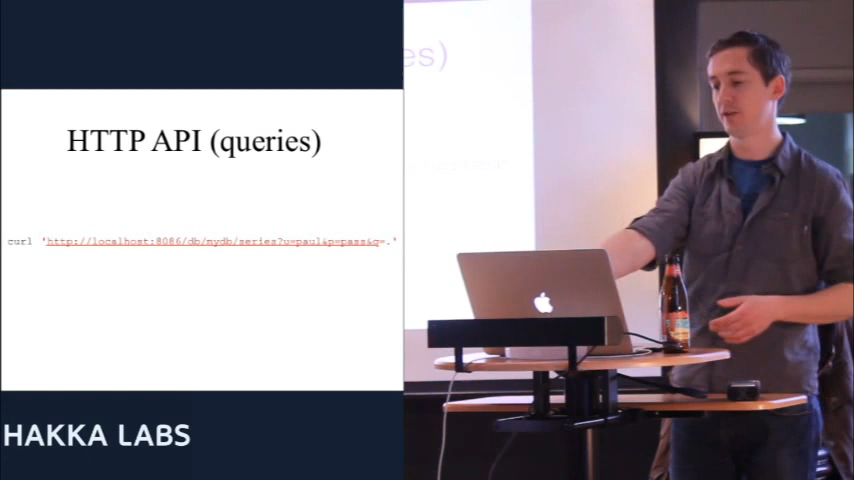 HTTP API (queries)
es)
curl 'http://localhost:8086/db/mydb/series?u=paul&p=pass&q=.'
HAKKA LABS